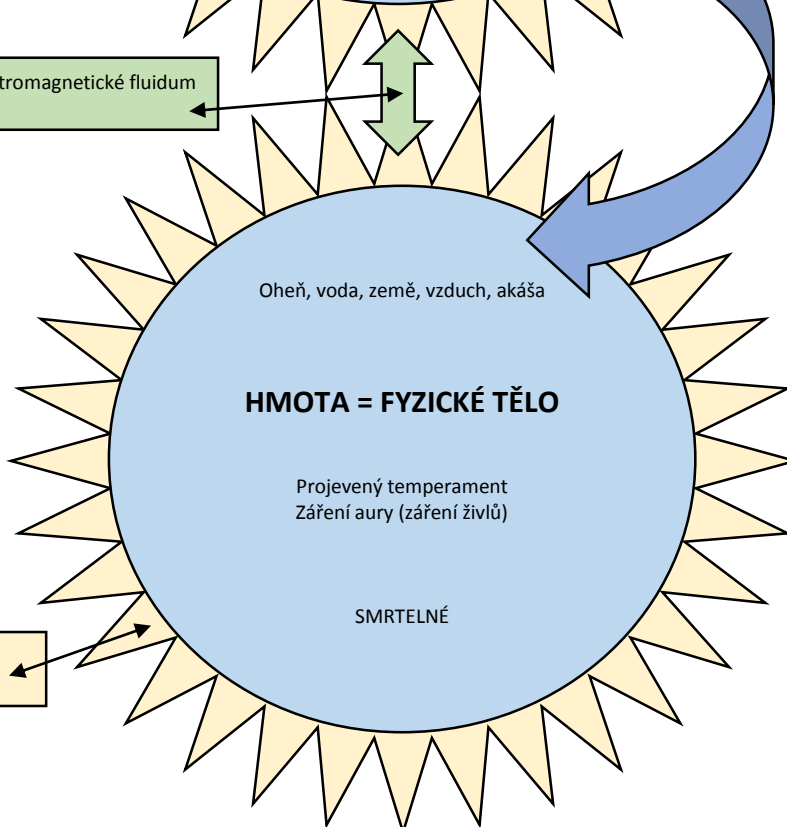 tromagnetické fluidum
Oheň, voda, země, vzduch, akáša
HMOTA = FYZICKÉ TĚLO
Projevený temperament
Záření aury (záření živlů)
SMRTELNÉ